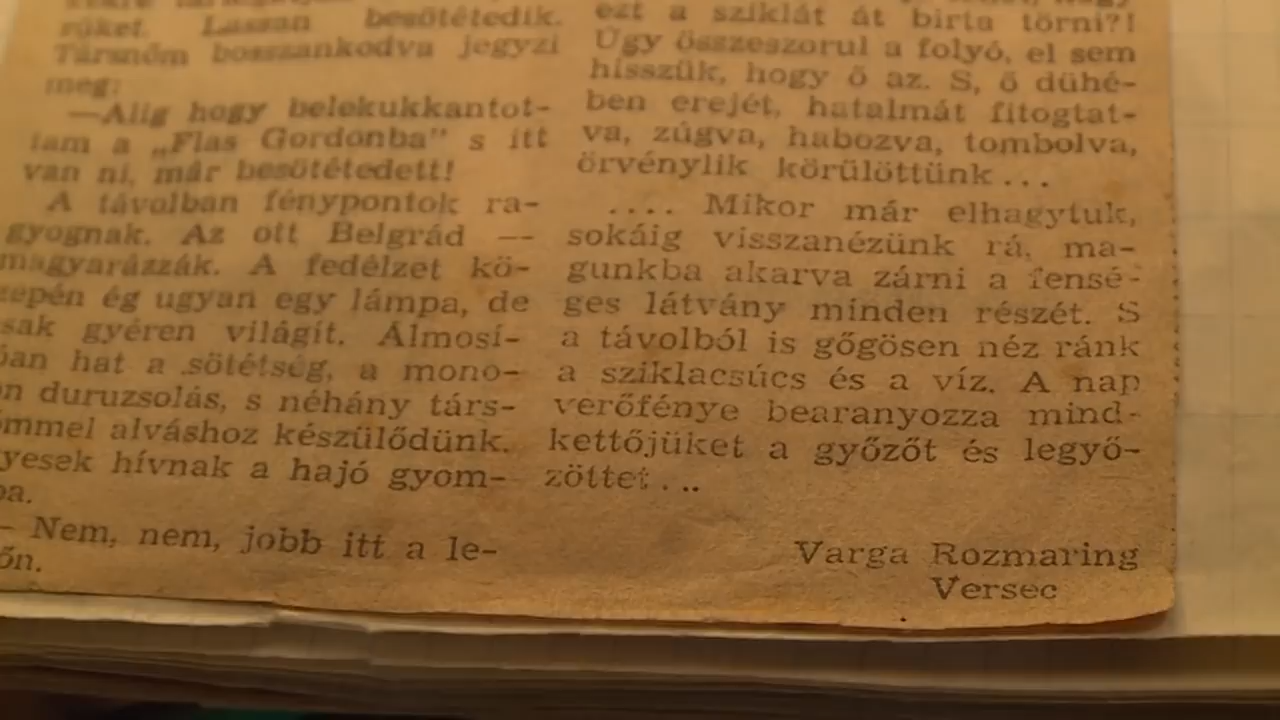 rüket. Lassan besötétedik.
Társnőm bosszankodva jegyzi
meg:
—Alig hogy belekukkantot-
tam a „Flas Gordonba" s itt
van ni, már besötétedett!
A távolban fénypontok ra-
gyognak. Az ott Belgrád —
magyarázzák. A fedélzet kö-
zepén ég ugyan egy lámpa, de
sak gyéren világít. Álmosí-
óan hat a sötétség, a mono-
n duruzsolás, s néhány társ-
ömmel alváshoz készülődünk.
yesek hívnak a hajó gyom-
ba.
— Nem, nem, jobb itt a le-
őn.
ezt a sziklát át birta törni?!
Úgy összeszorul a folyó, el sem
hisszük, hogy ő az. S, ő dühé-
ben erejét, hatalmát fitogtat-
va, zúgva, habozva, tombolva,
örvénylik körülöttünk ...
.... Mikor már elhagytuk,
sokáig visszanézünk rá, ma-
gunkba akarva zárni a fensé-
ges látvány minden részét. S
a távolból is gőgösen néz ránk
a sziklacsúcs és a víz. A nap
verőfénye bearanyozza mind-
kettőjüket a győzőt és legyő-
zöttet ...
Varga Rozmaring
Versec